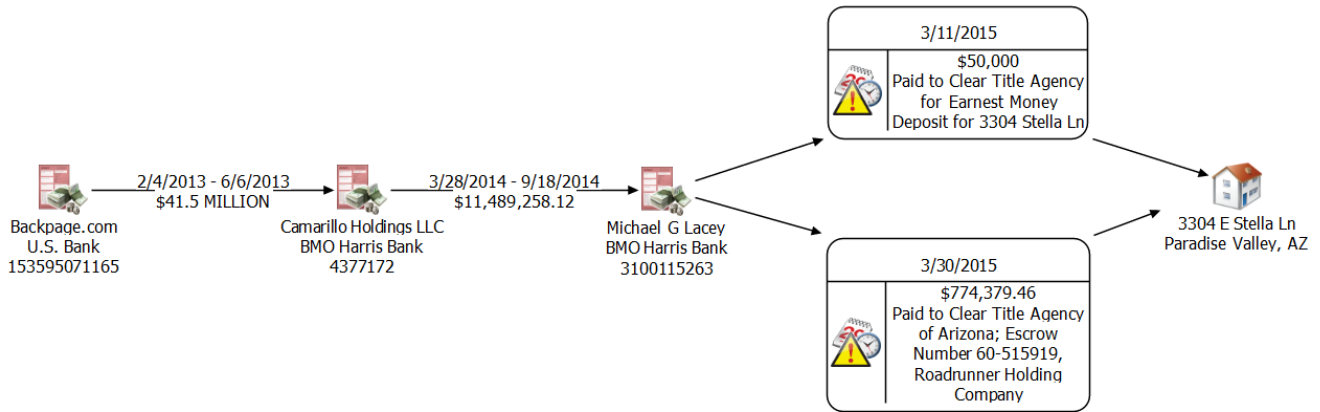 Backpage.com
U.S. Bank
153595071165
2/4/2013 - 6/6/2013
$41.5 MILLION
Camarillo Holdings LLC
BMO Harris Bank
4377172
3/28/2014 - 9/18/2014
$11,489,258.12
Michael G Lacey
BMO Harris Bank
3100115263
3/11/2015
$50,000
Paid to Clear Title Agency
for Earnest Money
Deposit for 3304 Stella Ln
3/30/2015
$774,379.46
Paid to Clear Title Agency
of Arizona; Escrow
Number 60-515919,
Roadrunner Holding
Company
3304 E Stella Ln
Paradise Valley, AZ